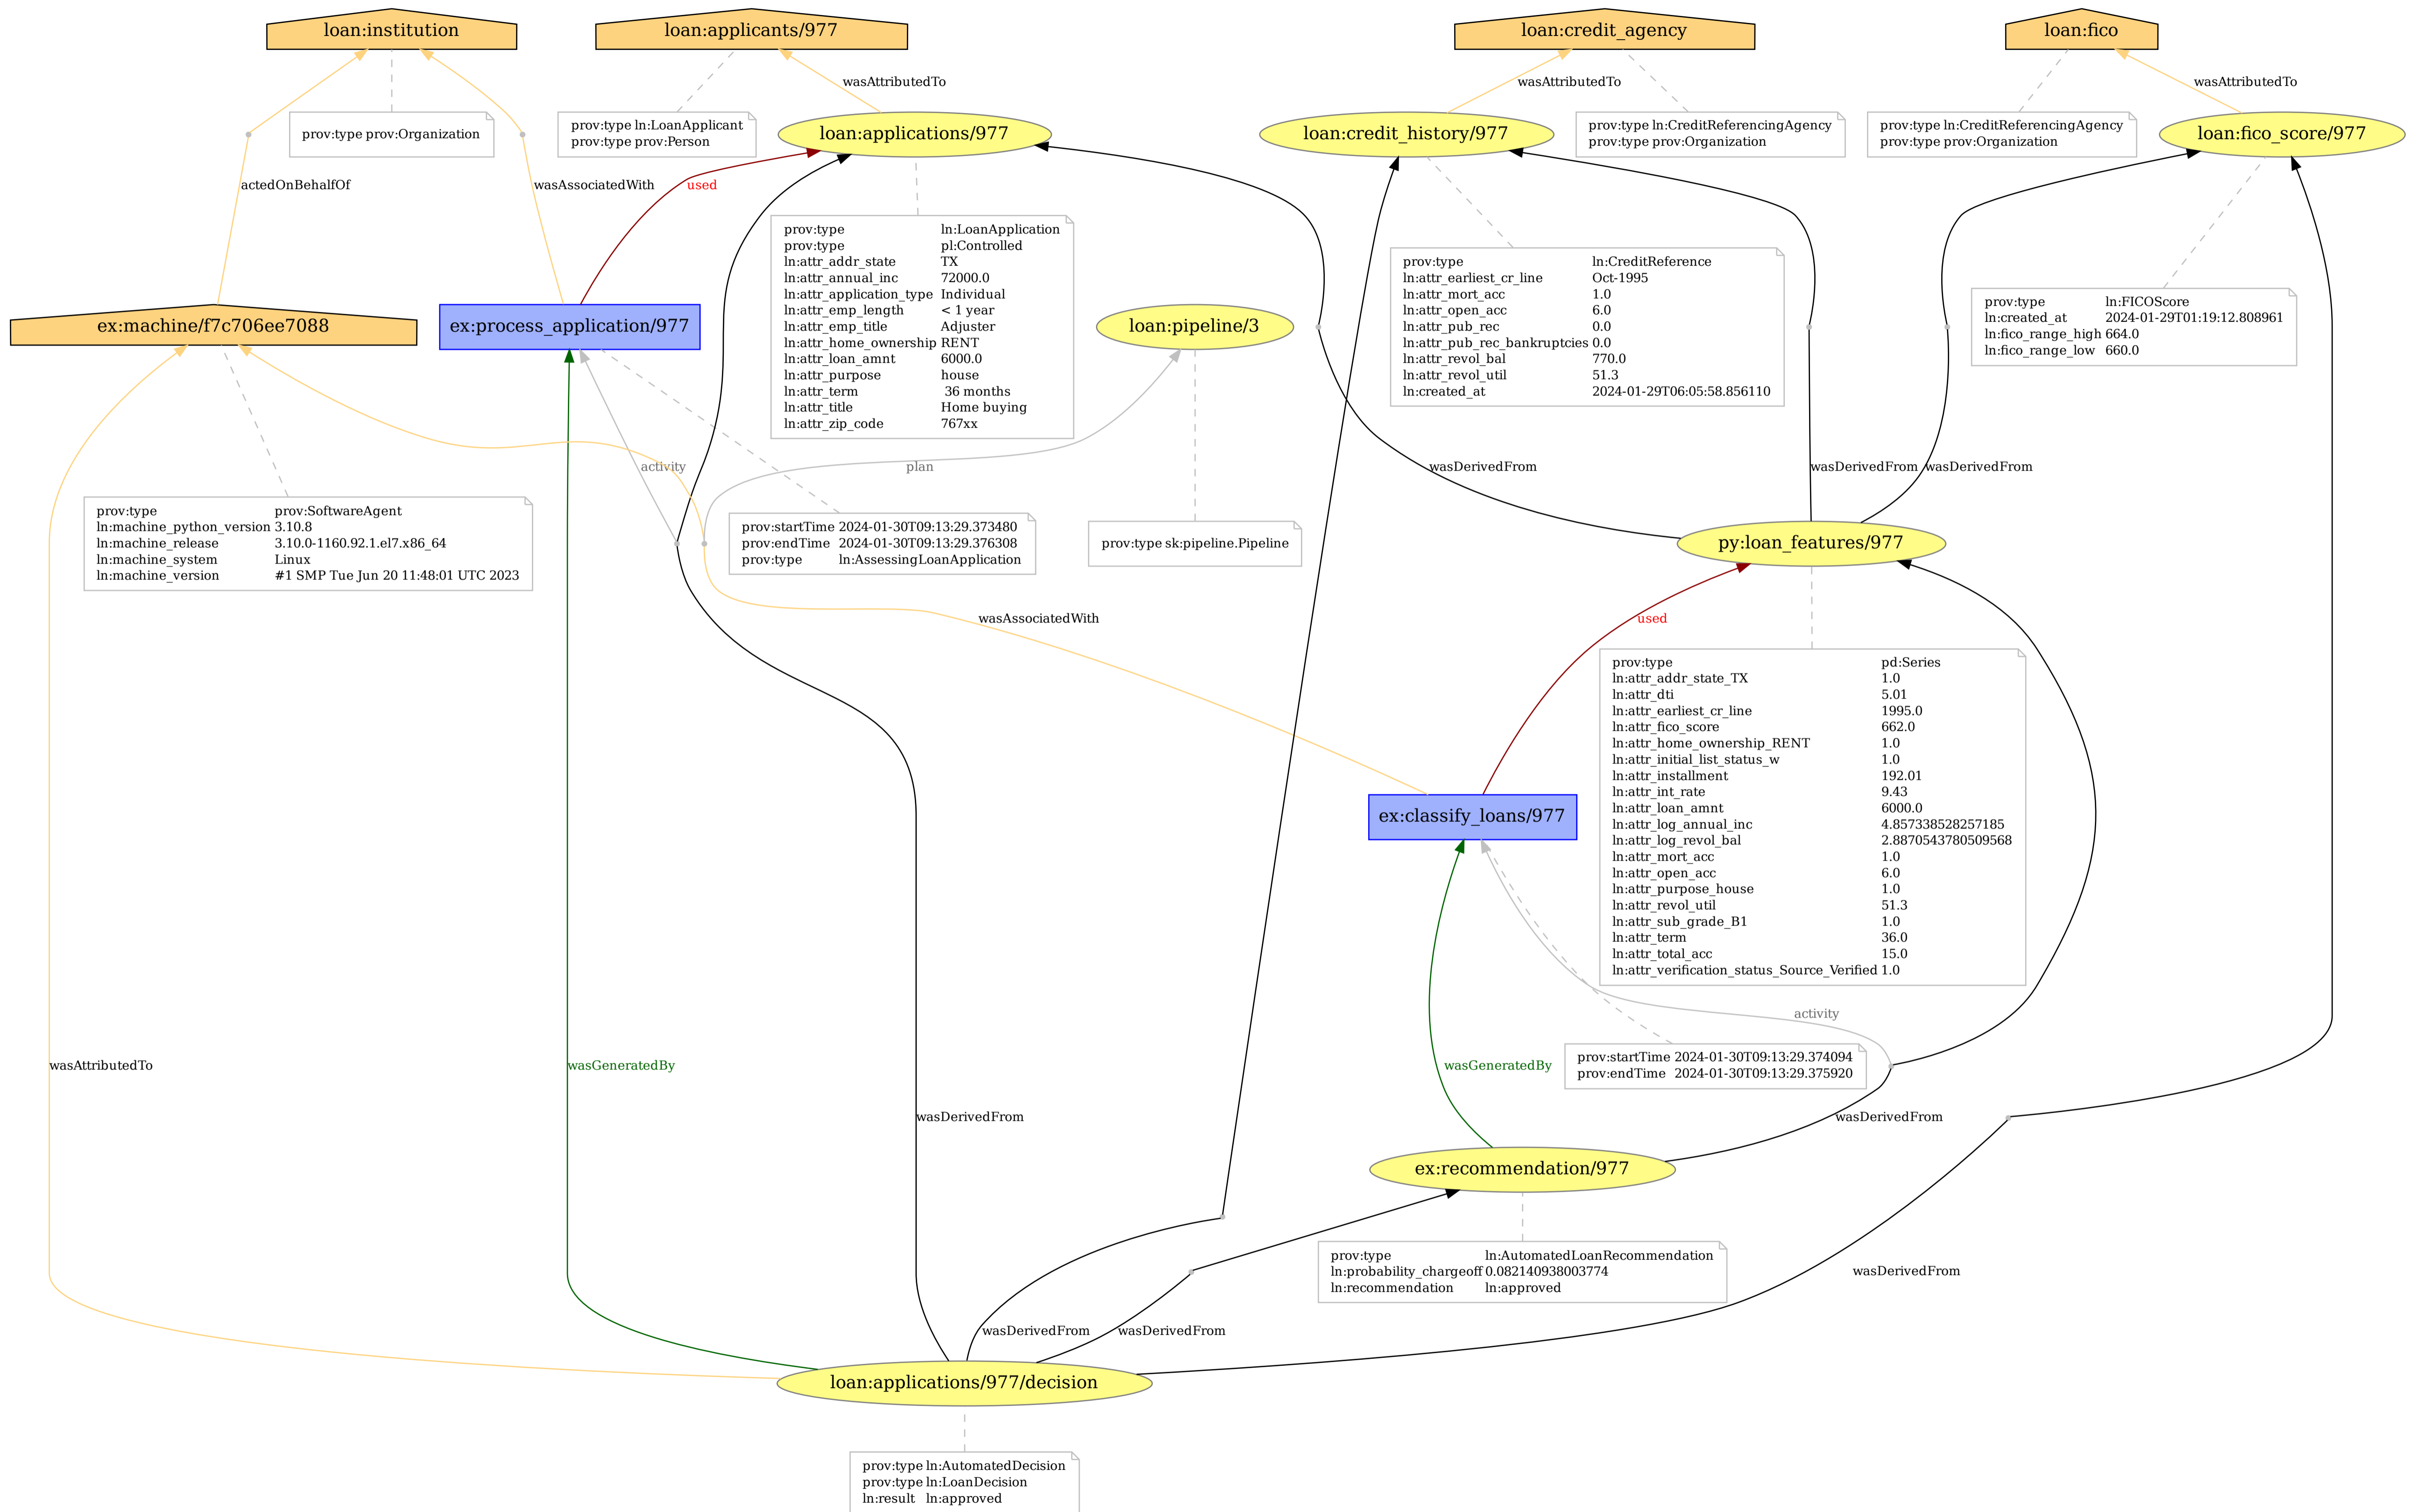 loan:institution
loan:applicants/977
loan:credit_agency
loan:fico
wasAttributedTo
wasAttributedTo
wasAttributedTo
prov:type prov:Organization
prov:type ln:LoanApplicant
prov:type prov:Person
loan:applications/977
loan:credit_history/977
prov:type ln:CreditReferencingAgency
prov:type prov:Organization
prov:type ln:CreditReferencingAgency
prov:type prov:Organization
loan:fico_score/977
actedOnBehalfOf
wasAssociatedWith
used
prov:type ln:LoanApplication
prov:type pl:Controlled
ln:attr_addr_state TX
ln:attr_annual_inc 72000.0
ln:attr_application_type Individual
ln:attr_emp_length < 1 year
ln:attr_emp_title Adjuster
ln:attr_home_ownership RENT
ln:attr_loan_amnt 6000.0
ln:attr_purpose house
ln:attr_term 36 months
ln:attr_title Home buying
ln:attr_zip_code 767xx
prov:type ln:CreditReference
ln:attr_earliest_cr_line Oct-1995
ln:attr_mort_acc 1.0
ln:attr_open_acc 6.0
ln:attr_pub_rec 0.0
ln:attr_pub_rec_bankruptcies 0.0
ln:attr_revol_bal 770.0
ln:attr_revol_util 51.3
ln:created_at 2024-01-29T06:05:58.856110
prov:type ln:FICOScore
ln:created_at 2024-01-29T01:19:12.808961
ln:fico_range_high 664.0
ln:fico_range_low 660.0
ex:machine/f7c706ee7088
ex:process_application/977
loan:pipeline/3
activity
plan
wasDerivedFrom
wasDerivedFrom
wasDerivedFrom
prov:type prov:SoftwareAgent
ln:machine_python_version 3.10.8
ln:machine_release 3.10.0-1160.92.1.el7.x86_64
ln:machine_system Linux
ln:machine_version #1 SMP Tue Jun 20 11:48:01 UTC 2023
prov:startTime 2024-01-30T09:13:29.373480
prov:endTime 2024-01-30T09:13:29.376308
prov:type ln:AssessingLoanApplication
prov:type sk:pipeline.Pipeline
py:loan_features/977
wasAssociatedWith
used
prov:type pd:Series
ln:attr_addr_state_TX 1.0
ln:attr_dti 5.01
ln:attr_earliest_cr_line 1995.0
ln:attr_fico_score 662.0
ln:attr_home_ownership_RENT 1.0
ln:attr_initial_list_status_w 1.0
ln:attr_installment 192.01
ln:attr_int_rate 9.43
ln:attr_loan_amnt 6000.0
ln:attr_log_annual_inc 4.857338528257185
ln:attr_log_revol_bal 2.8870543780509568
ln:attr_mort_acc 1.0
ln:attr_open_acc 6.0
ln:attr_purpose_house 1.0
ln:attr_revol_util 51.3
ln:attr_sub_grade_B1 1.0
ln:attr_term 36.0
ln:attr_total_acc 15.0
ln:attr_verification_status_Source_Verified 1.0
ex:classify_loans/977
activity
wasAttributedTo
wasGeneratedBy
wasGeneratedBy
prov:startTime 2024-01-30T09:13:29.374094
prov:endTime 2024-01-30T09:13:29.375920
wasDerivedFrom
wasDerivedFrom
ex:recommendation/977
prov:type ln:AutomatedLoanRecommendation
ln:probability_chargeoff 0.082140938003774
ln:recommendation ln:approved
wasDerivedFrom
wasDerivedFrom
wasDerivedFrom
loan:applications/977/decision
prov:type ln:AutomatedDecision
prov:type ln:LoanDecision
ln:result ln:approved